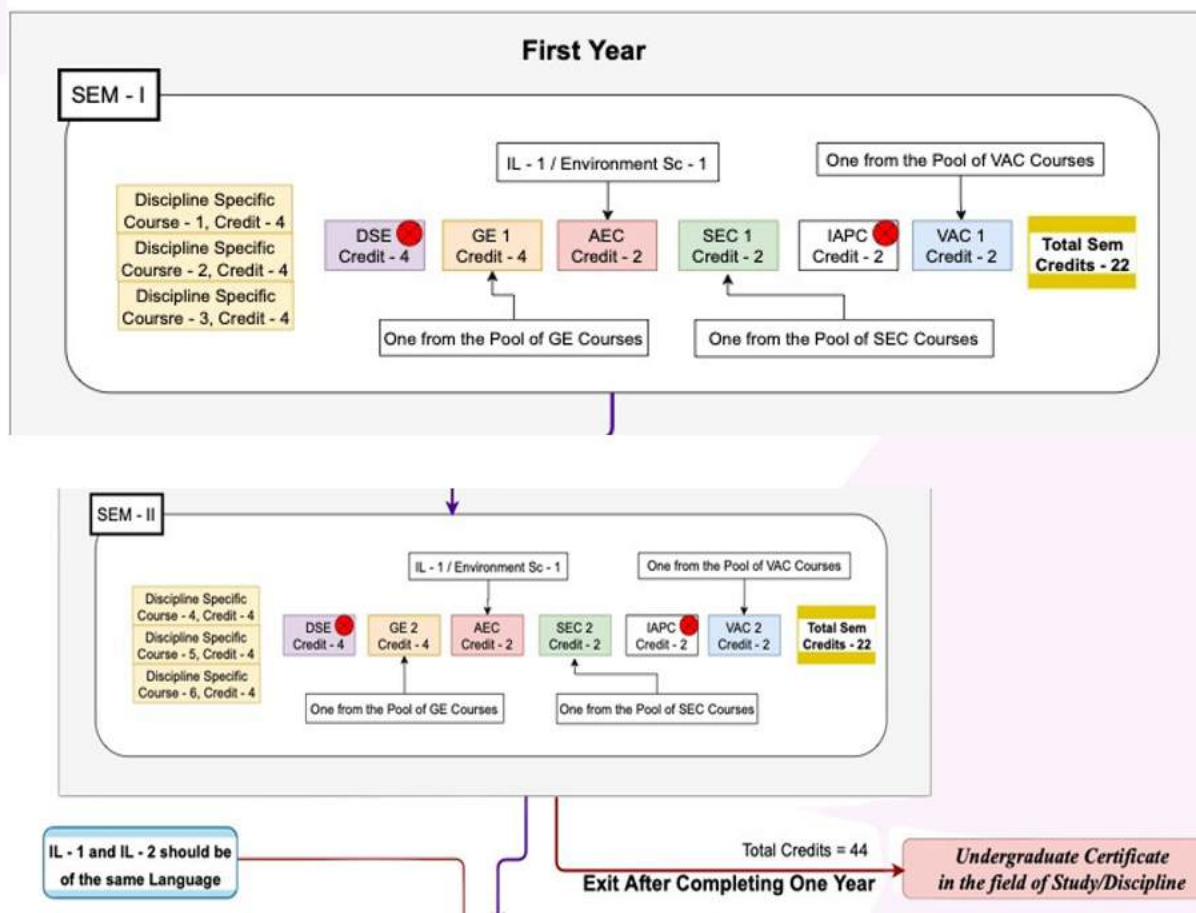 First Year
SEM - I
IL - 1 / Environment Sc - 1
One from the Pool of VAC Courses
Discipline Specific
Course - 1, Credit - 4
Discipline Specific
Coursre - 2, Credit - 4
Discipline Specific
Coursre - 3, Credit - 4
DSE
Credit - 4
GE 1
Credit - 4
AEC
Credit - 2
SEC 1
Credit - 2
IAPC
Credit - 2
VAC 1
Credit - 2
Total Sem
Credits - 22
One from the Pool of GE Courses
One from the Pool of SEC Courses
SEM - II
IL - 1 / Environment Sc - 1
One from the Pool of VAC Courses
Discipline Specific
Course - 4, Credit - 4
Discipline Specific
Course - 5, Credit - 4
Discipline Specific
Course - 6, Credit - 4
DSE
Credit - 4
GE 2
Credit - 4
AEC
Credit - 2
SEC 2
Credit - 2
IAPC
Credit - 2
VAC 2
Credit - 2
Total Sem
Credits - 22
One from the Pool of GE Courses
One from the Pool of SEC Courses
IL - 1 and IL - 2 should be
of the same Language
Total Credits = 44
Exit After Completing One Year
Undergraduate Certificate
in the field of Study/Discipline